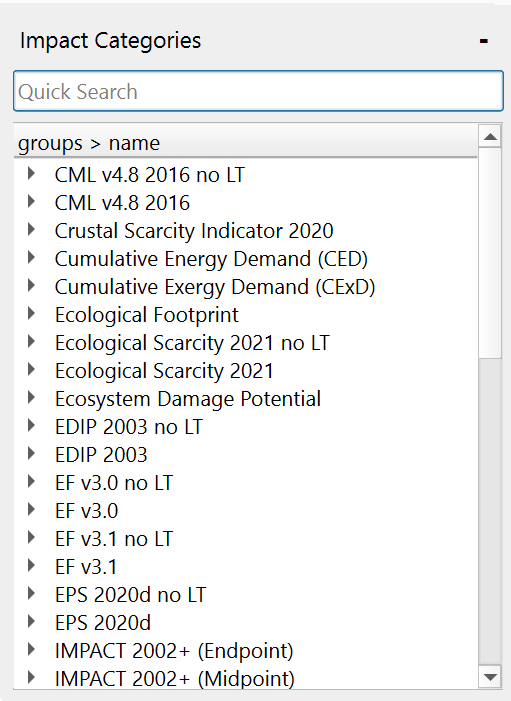 Impact Categories -
Quick Search
groups > name
CML v4.8 2016 no LT
CML v4.8 2016
Crustal Scarcity Indicator 2020
Cumulative Energy Demand (CED)
Cumulative Exergy Demand (CExD)
Ecological Footprint
Ecological Scarcity 2021 no LT
Ecological Scarcity 2021
Ecosystem Damage Potential
EDIP 2003 no LT
EDIP 2003
EF v3.0 no LT
EF v3.0
EF v3.1 no LT
EF v3.1
EPS 2020d no LT
EPS 2020d
IMPACT 2002+ (Endpoint)
IMPACT 2002+ (Midpoint)